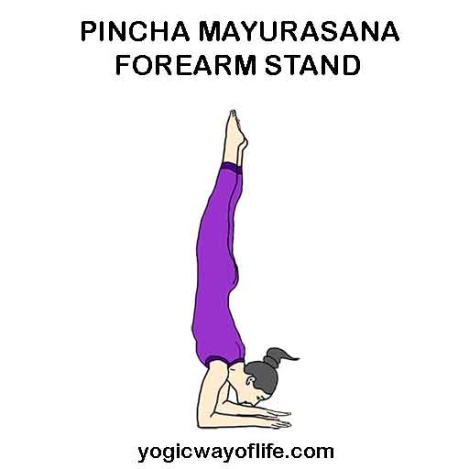 PINCHA MAYURASANA
FOREARM STAND
yogicwayoflife.com